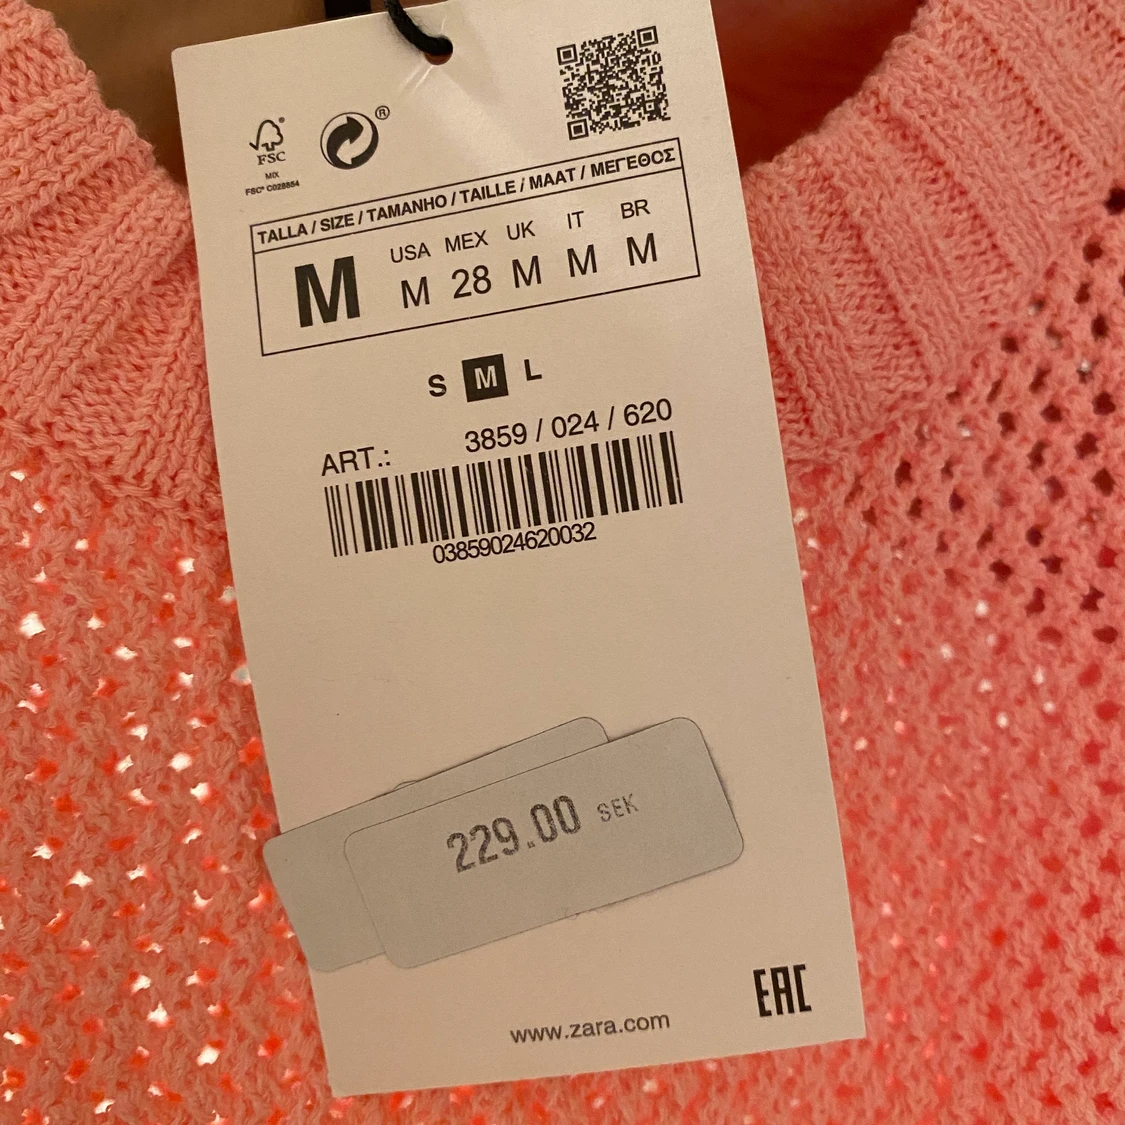 ®
FSC
MIX
FSC® C028864
TALLA / SIZE / TAMANHO / TAILLE / MAAT / ΜΕΓΕΘΟΣ
M
USA MEX UK IT BR
M 28 M M M
S M L
ART.: 3859 / 024 / 620
03859024620032
229.00 SEK
EAC
www.zara.com